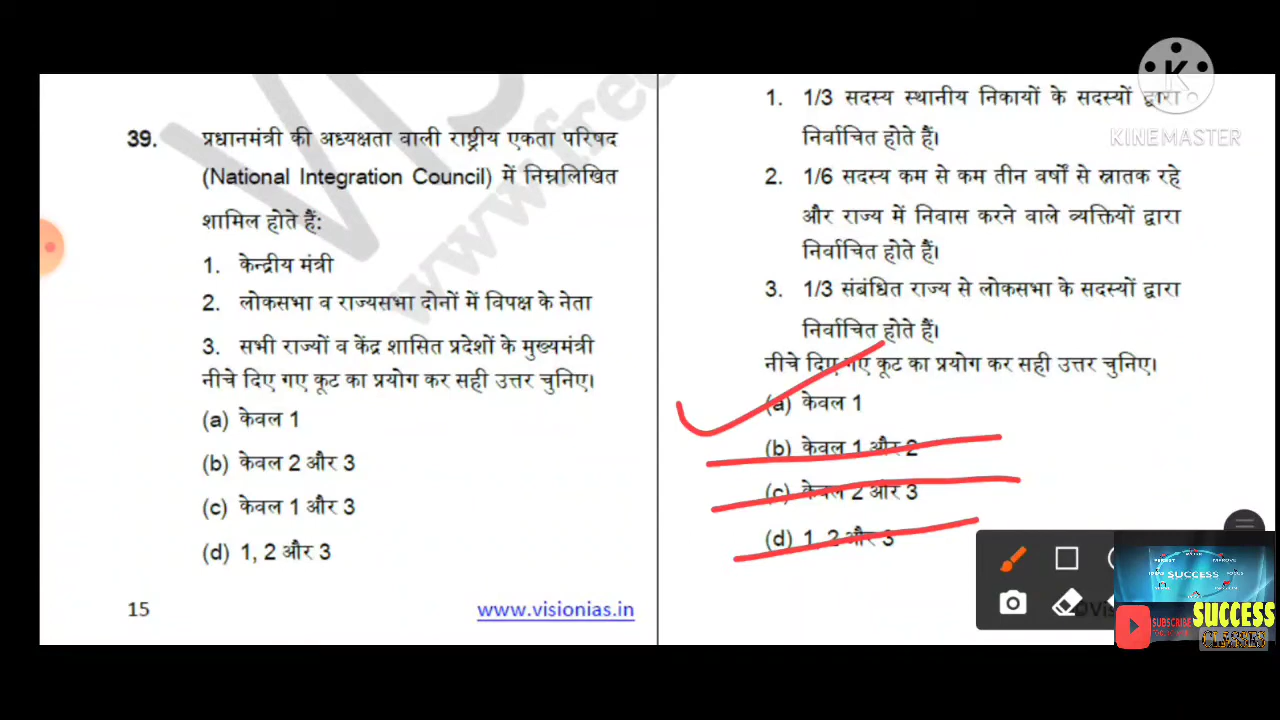 39. प्रधानमंत्री की अध्यक्षता वाली राष्ट्रीय एकता परिषद
(National Integration Council) में निम्नलिखित
शामिल होते हैं:
1. केन्द्रीय मंत्री
2. लोकसभा व राज्यसभा दोनों में विपक्ष के नेता
3. सभी राज्यों व केंद्र शासित प्रदेशों के मुख्यमंत्री
नीचे दिए गए कूट का प्रयोग कर सही उत्तर चुनिए।
(a) केवल 1
(b) केवल 2 और 3
(c) केवल 1 और 3
(d) 1, 2 और 3
15 www.visionias.in
1. 1/3 सदस्य स्थानीय निकायों के सदस्यों द्वारा
निर्वाचित होते हैं।
2. 1/6 सदस्य कम से कम तीन वर्षों से स्नातक रहे
और राज्य में निवास करने वाले व्यक्तियों द्वारा
निर्वाचित होते हैं।
3. 1/3 संबंधित राज्य से लोकसभा के सदस्यों द्वारा
निर्वाचित होते हैं।
नीचे दिए गए कूट का प्रयोग कर सही उत्तर चुनिए।
(a) केवल 1
(b) केवल 1 और 2
(c) केवल 2 और 3
(d) 1, 2 और 3
K
KINEMASTER
SUCCESS
SUBSCRIBE
SUCCESS
CLASSES